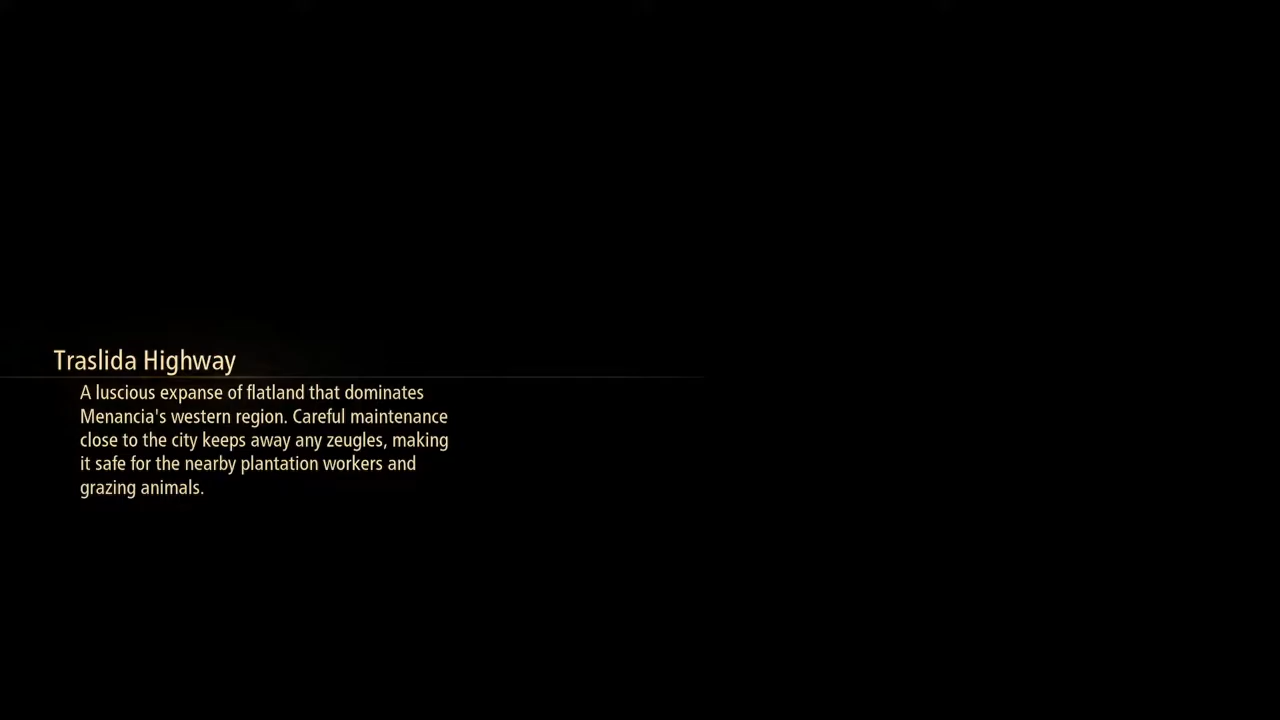 Traslida Highway
A luscious expanse of flatland that dominates
Menancia's western region. Careful maintenance
close to the city keeps away any zeugles, making
it safe for the nearby plantation workers and
grazing animals.